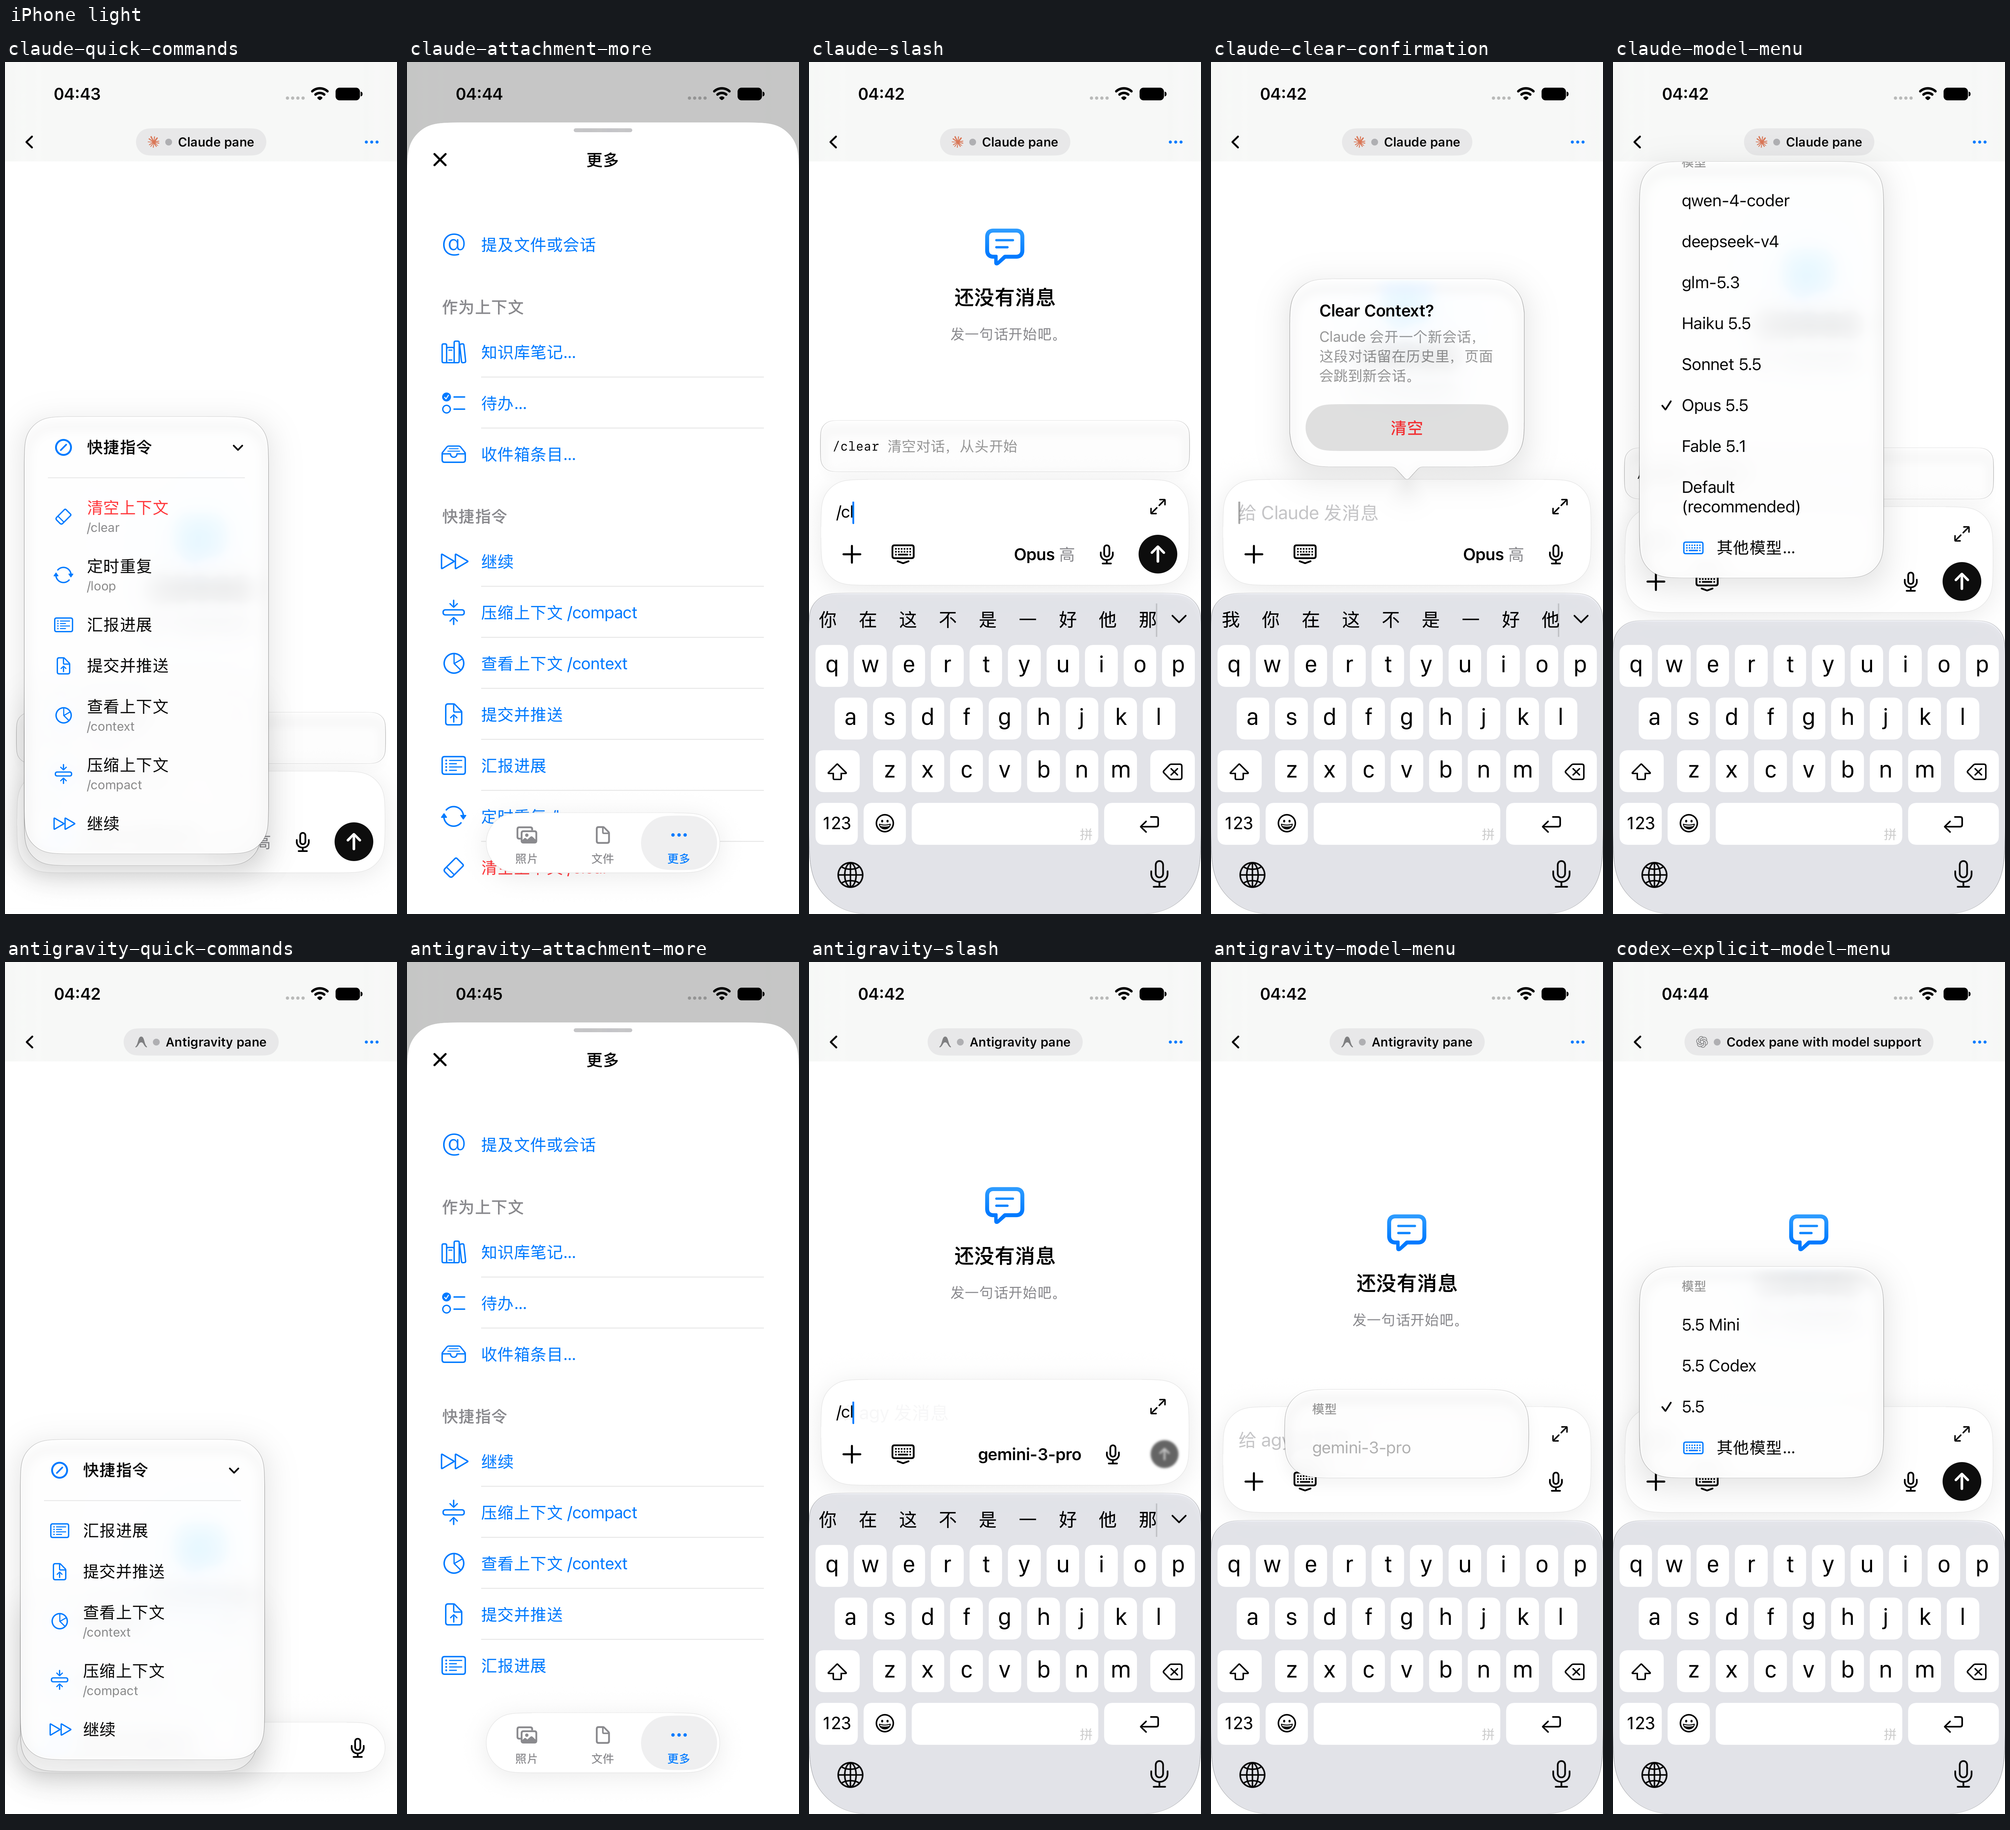 iPhone light
claude-quick-commands
04:43
Claude pane
快捷指令
清空上下文
/clear
定时重复
/loop
汇报进展
提交并推送
查看上下文
/context
压缩上下文
/compact
继续
高
claude-attachment-more
04:44
更多
提及文件或会话
作为上下文
知识库笔记...
待办...
收件箱条目...
快捷指令
继续
压缩上下文 /compact
查看上下文 /context
提交并推送
汇报进展
照片
文件
更多
claude-slash
04:42
Claude pane
还没有消息
发一句话开始吧。
/clear 清空对话，从头开始
/cl
Opus 高
你 在 这 不 是 一 好 他 那
q w e r t y u i o p
a s d f g h j k l
z x c v b n m
123
拼
claude-clear-confirmation
04:42
Claude pane
Clear Context?
Claude 会开一个新会话，
这段对话留在历史里，页面
会跳到新会话。
清空
给 Claude 发消息
Opus 高
我 你 在 这 不 是 一 好 他
q w e r t y u i o p
a s d f g h j k l
z x c v b n m
123
拼
claude-model-menu
04:42
Claude pane
模型
qwen-4-coder
deepseek-v4
glm-5.3
Haiku 5.5
Sonnet 5.5
Opus 5.5
Fable 5.1
Default
(recommended)
其他模型...
q w e r t y u i o p
a s d f g h j k l
z x c v b n m
123
拼
antigravity-quick-commands
04:42
Antigravity pane
快捷指令
汇报进展
提交并推送
查看上下文
/context
压缩上下文
/compact
继续
antigravity-attachment-more
04:45
更多
提及文件或会话
作为上下文
知识库笔记...
待办...
收件箱条目...
快捷指令
继续
压缩上下文 /compact
查看上下文 /context
提交并推送
汇报进展
照片
文件
更多
antigravity-slash
04:42
Antigravity pane
还没有消息
发一句话开始吧。
/cl agy 发消息
gemini-3-pro
你 在 这 不 是 一 好 他 那
q w e r t y u i o p
a s d f g h j k l
z x c v b n m
123
拼
antigravity-model-menu
04:42
Antigravity pane
还没有消息
发一句话开始吧。
模型
gemini-3-pro
给 agy
q w e r t y u i o p
a s d f g h j k l
z x c v b n m
123
拼
codex-explicit-model-menu
04:44
Codex pane with model support
模型
5.5 Mini
5.5 Codex
5.5
其他模型...
q w e r t y u i o p
a s d f g h j k l
z x c v b n m
123
拼